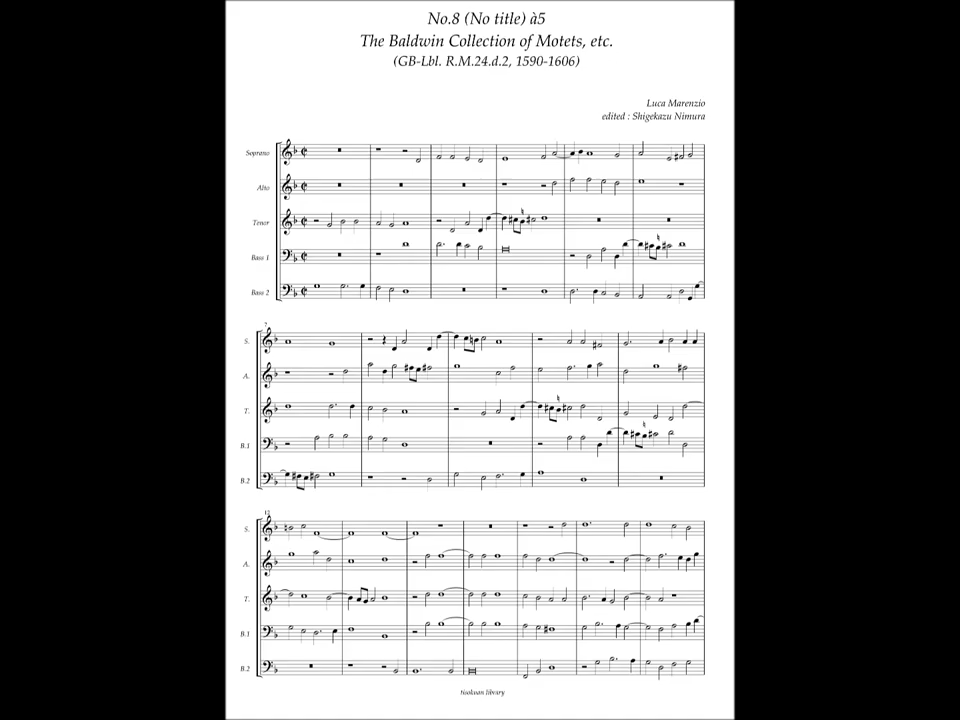 No.8 (No title) à5
The Baldwin Collection of Motets, etc.
(GB-Lbl. R.M.24.d.2, 1590-1606)
Luca Marenzio
edited : Shigekazu Nimura
Soprano
Alto
Tenor
Bass 1
Bass 2
7
S.
A.
T.
B.1
B.2
12
S.
A.
T.
B.1
B.2
tsukuan library